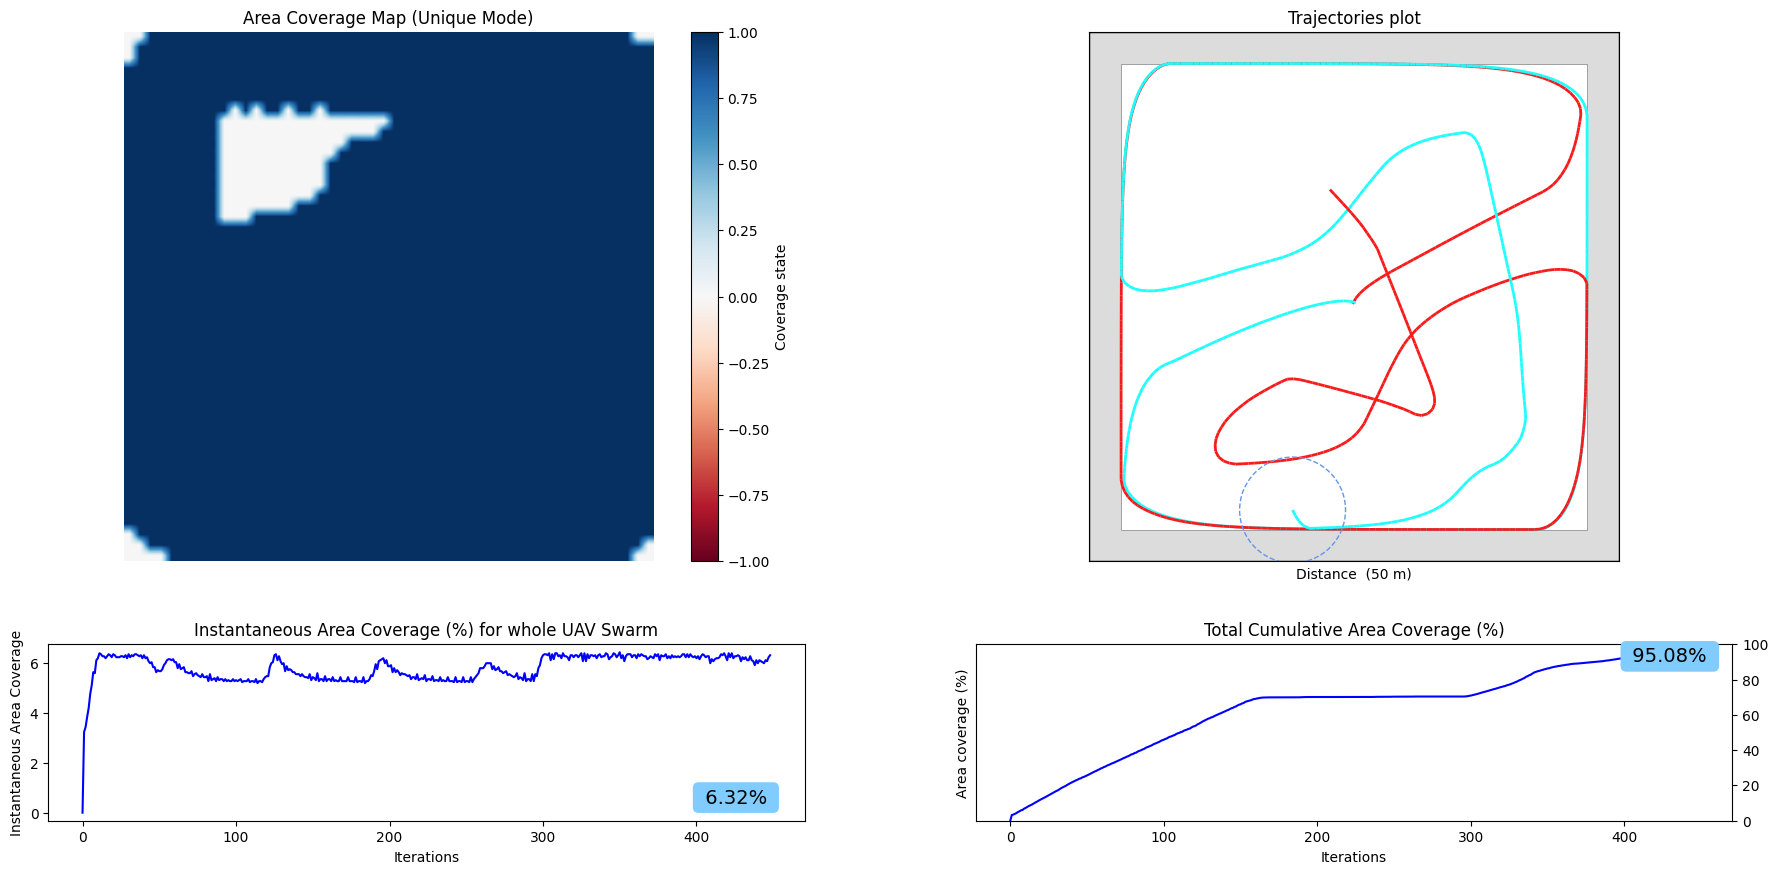 Area Coverage Map (Unique Mode)
1.00
0.75
0.50
0.25
0.00
−0.25
−0.50
−0.75
−1.00
Coverage state
Trajectories plot
Distance  (50 m)
Instantaneous Area Coverage (%) for whole UAV Swarm
Instantaneous Area Coverage
6
4
2
0
6.32%
0 100 200 300 400
Iterations
Total Cumulative Area Coverage (%)
Area coverage (%)
95.08%
100
80
60
40
20
0
0 100 200 300 400
Iterations